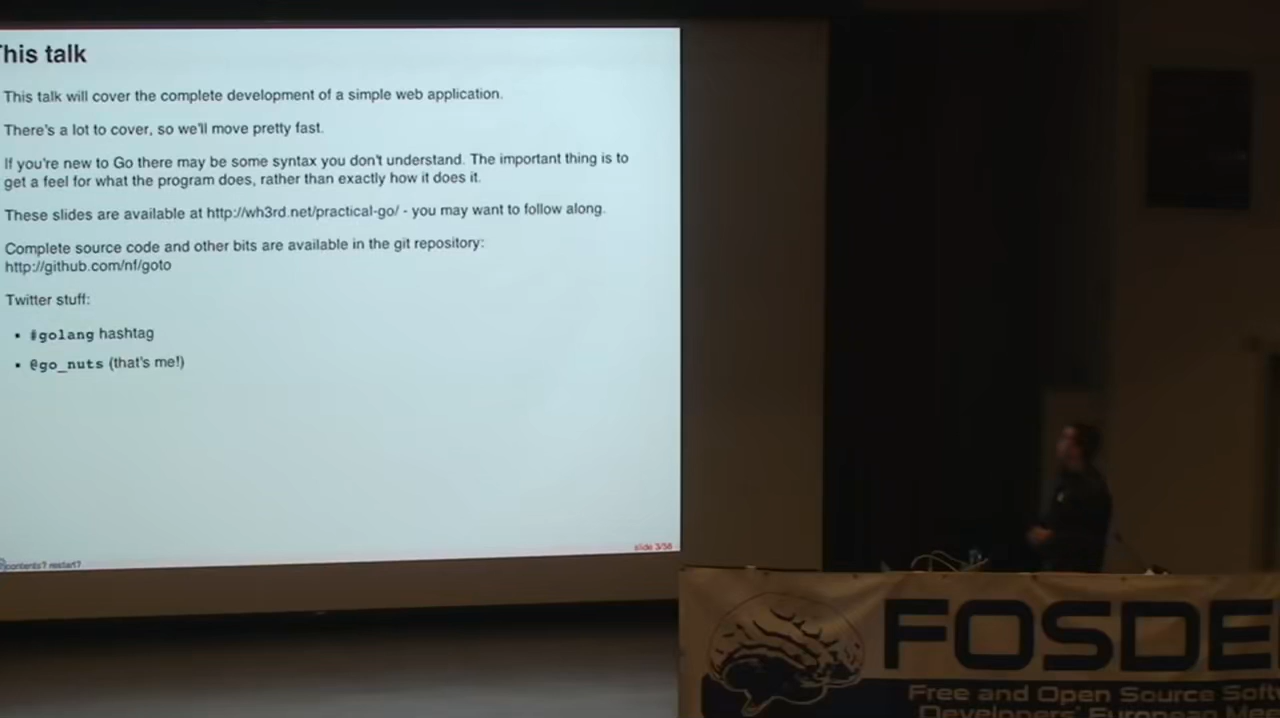 This talk
This talk will cover the complete development of a simple web application.
There's a lot to cover, so we'll move pretty fast.
If you're new to Go there may be some syntax you don't understand. The important thing is to
get a feel for what the program does, rather than exactly how it does it.
These slides are available at http://wh3rd.net/practical-go/ - you may want to follow along.
Complete source code and other bits are available in the git repository:
http://github.com/nf/goto
Twitter stuff:
• #golang hashtag
• @go_nuts (that's me!)
slide 3/58
contents? restart?
FOSDE
Free and Open Source Soft
Developers' European Mee